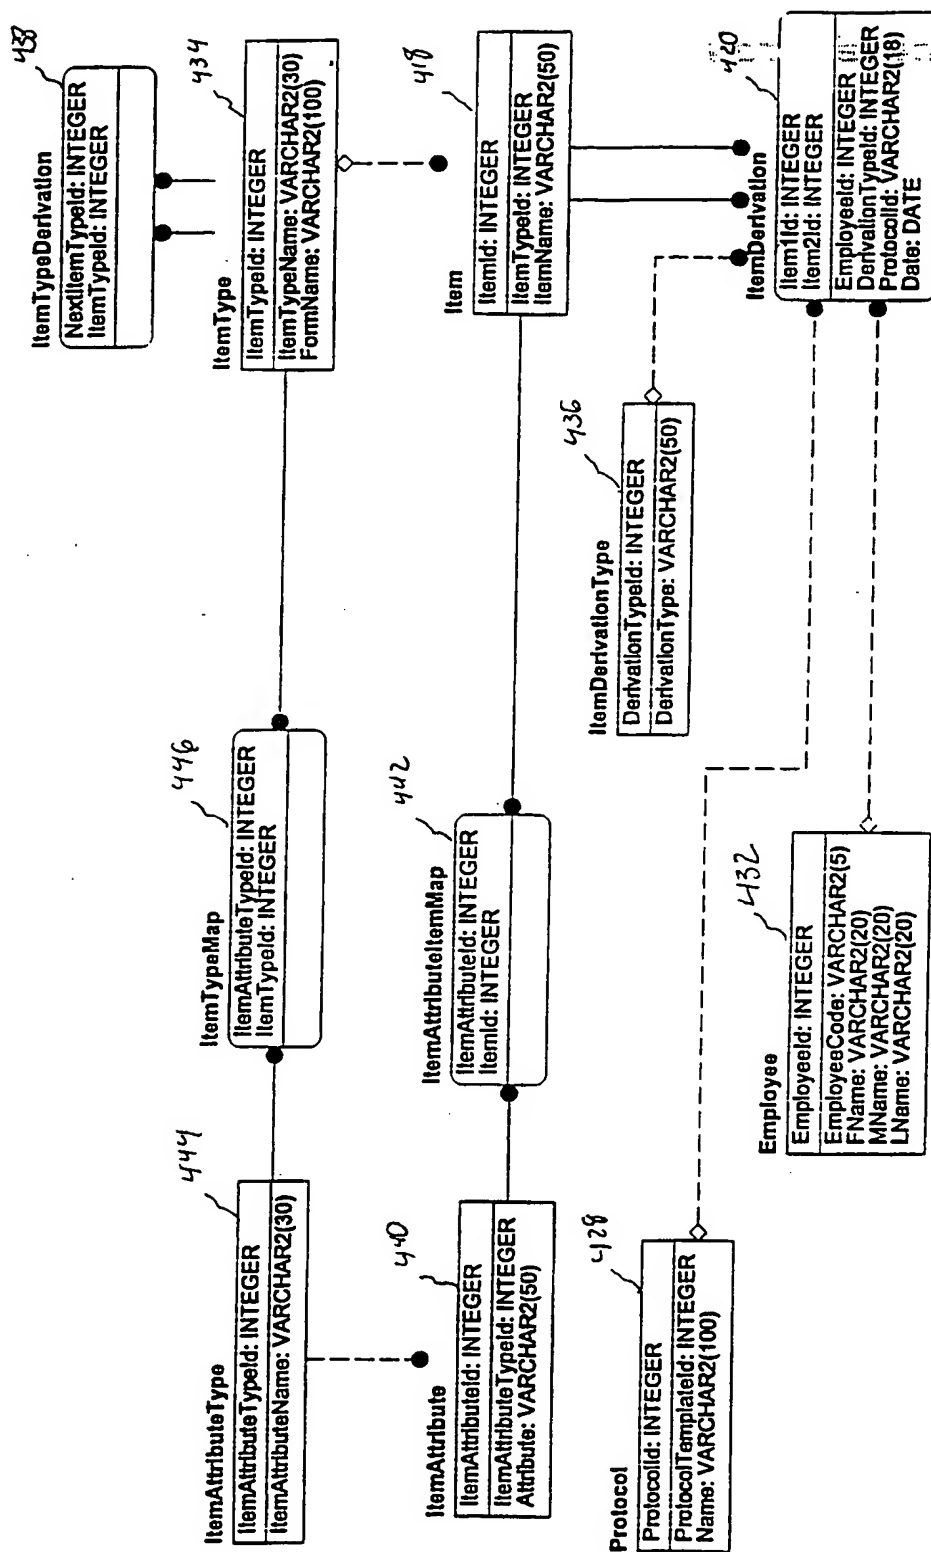 ItemAttributeType
444
ItemAttributeTypeId: INTEGER
ItemAttributeName: VARCHAR2(30)
ItemTypeMap
446
ItemAttributeTypeId: INTEGER
ItemTypeId: INTEGER
ItemTypeDerivation
438
NextItemTypeId: INTEGER
ItemTypeId: INTEGER
ItemType
434
ItemTypeId: INTEGER
ItemTypeName: VARCHAR2(30)
FormName: VARCHAR2(100)
ItemAttribute
440
ItemAttributeId: INTEGER
ItemAttributeTypeId: INTEGER
Attribute: VARCHAR2(50)
ItemAttributeItemMap
442
ItemAttributeId: INTEGER
ItemId: INTEGER
Item
418
ItemId: INTEGER
ItemTypeId: INTEGER
ItemName: VARCHAR2(50)
Protocol
428
ProtocolId: INTEGER
ProtocolTemplateId: INTEGER
Name: VARCHAR2(100)
ItemDerivationType
436
DerivationTypeId: INTEGER
DerivationType: VARCHAR2(50)
Employee
432
EmployeeId: INTEGER
EmployeeCode: VARCHAR2(5)
FName: VARCHAR2(20)
MName: VARCHAR2(20)
LName: VARCHAR2(20)
ItemDerivation
420
Item1Id: INTEGER
Item2Id: INTEGER
EmployeeId: INTEGER
DerivationTypeId: INTEGER
ProtocolId: VARCHAR2(18)
Date: DATE